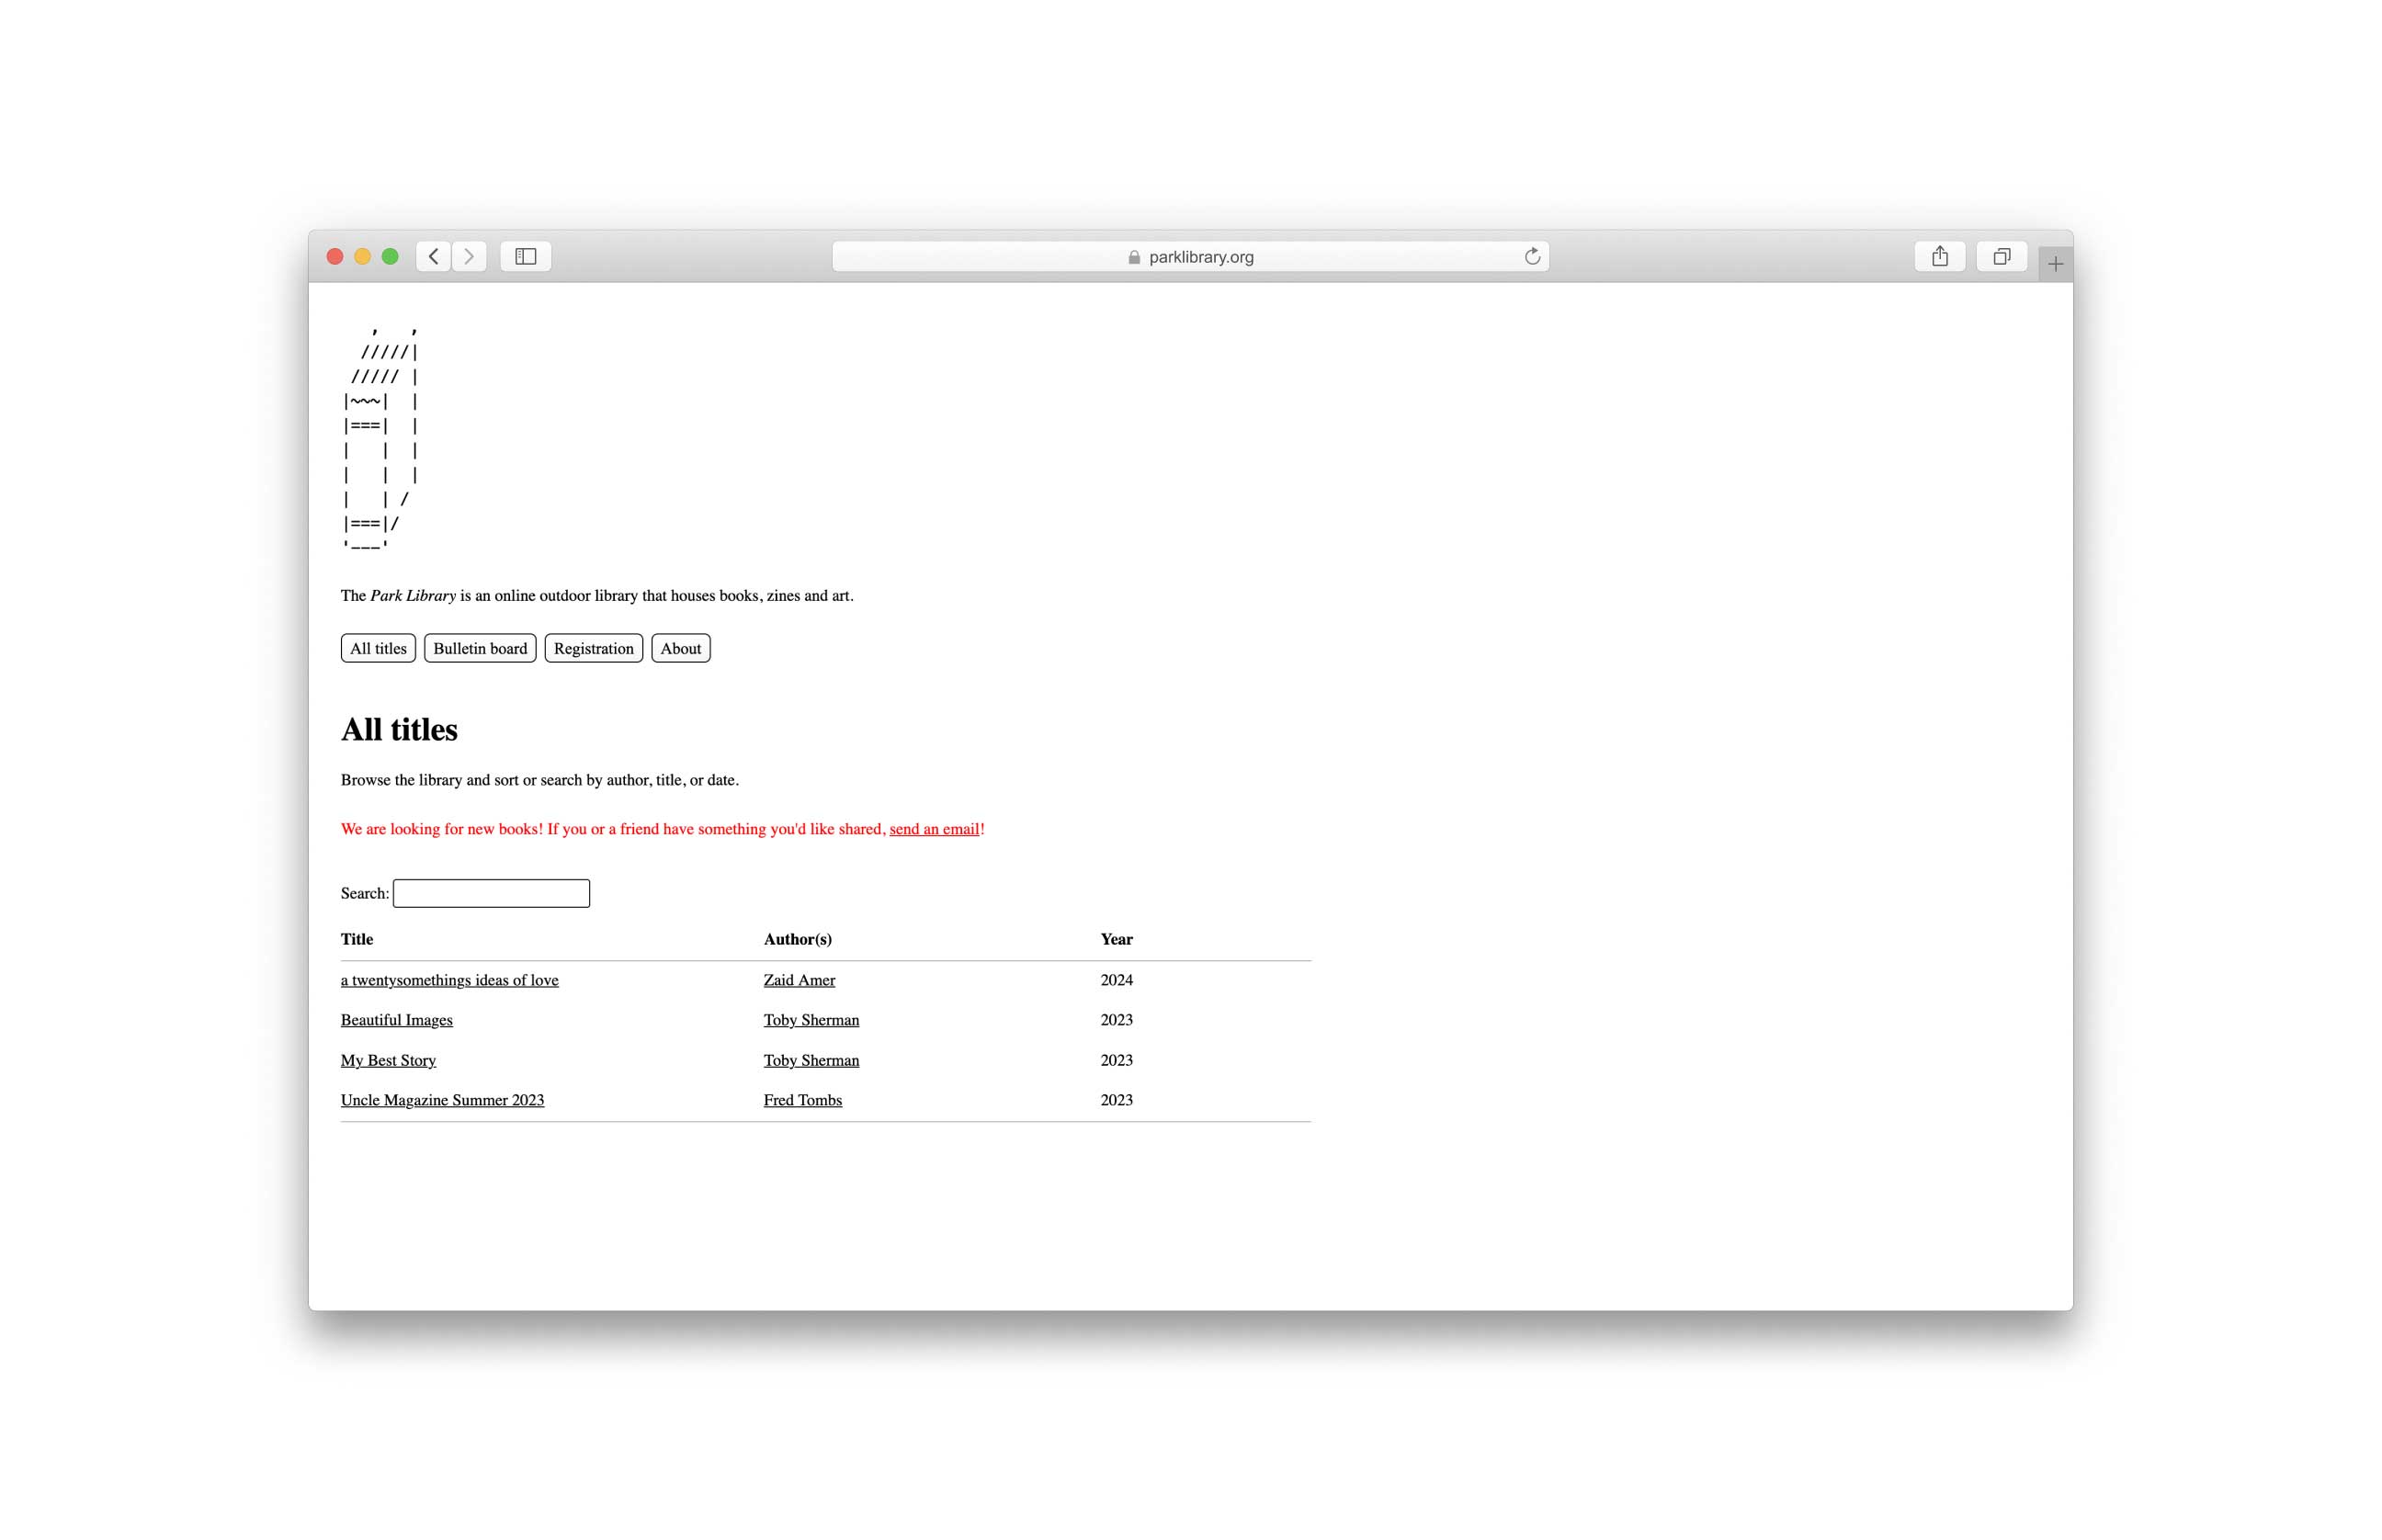 parklibrary.org
   ,   ,
  /////|
 ///// |
|~~~|  |
|===|  |
|   |  |
|   |  |
|   | /
|===|/
'---'
The Park Library is an online outdoor library that houses books, zines and art.
All titles Bulletin board Registration About
All titles
Browse the library and sort or search by author, title, or date.
We are looking for new books! If you or a friend have something you'd like shared, send an email!
Search:
Title Author(s) Year
a twentysomethings ideas of love Zaid Amer 2024
Beautiful Images Toby Sherman 2023
My Best Story Toby Sherman 2023
Uncle Magazine Summer 2023 Fred Tombs 2023